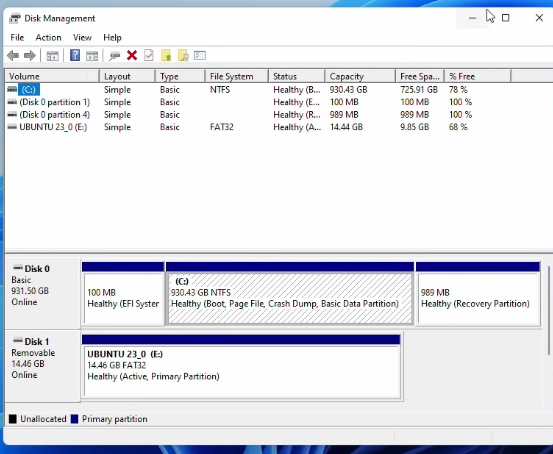 Disk Management
File Action View Help
Volume Layout Type File System Status Capacity Free Spa... % Free
(C:) Simple Basic NTFS Healthy (B... 930.43 GB 725.91 GB 78 %
(Disk 0 partition 1) Simple Basic Healthy (E... 100 MB 100 MB 100 %
(Disk 0 partition 4) Simple Basic Healthy (R... 989 MB 989 MB 100 %
UBUNTU 23_0 (E:) Simple Basic FAT32 Healthy (A... 14.44 GB 9.85 GB 68 %
Disk 0
Basic
931.50 GB
Online
100 MB
Healthy (EFI Syster
(C:)
930.43 GB NTFS
Healthy (Boot, Page File, Crash Dump, Basic Data Partition)
989 MB
Healthy (Recovery Partition)
Disk 1
Removable
14.46 GB
Online
UBUNTU 23_0 (E:)
14.46 GB FAT32
Healthy (Active, Primary Partition)
Unallocated Primary partition